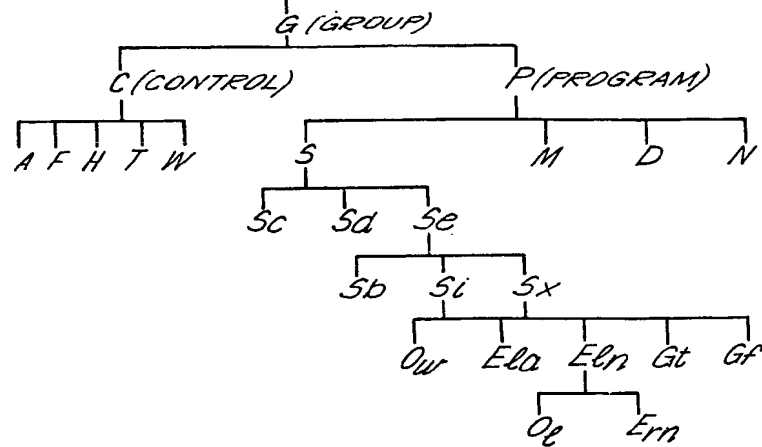 G (GROUP)
C (CONTROL) P (PROGRAM)
A F H T W S M D N
Sc Sd Se
Sb Si Sx
Ow Ela Eln Gt Gf
Ol Ern